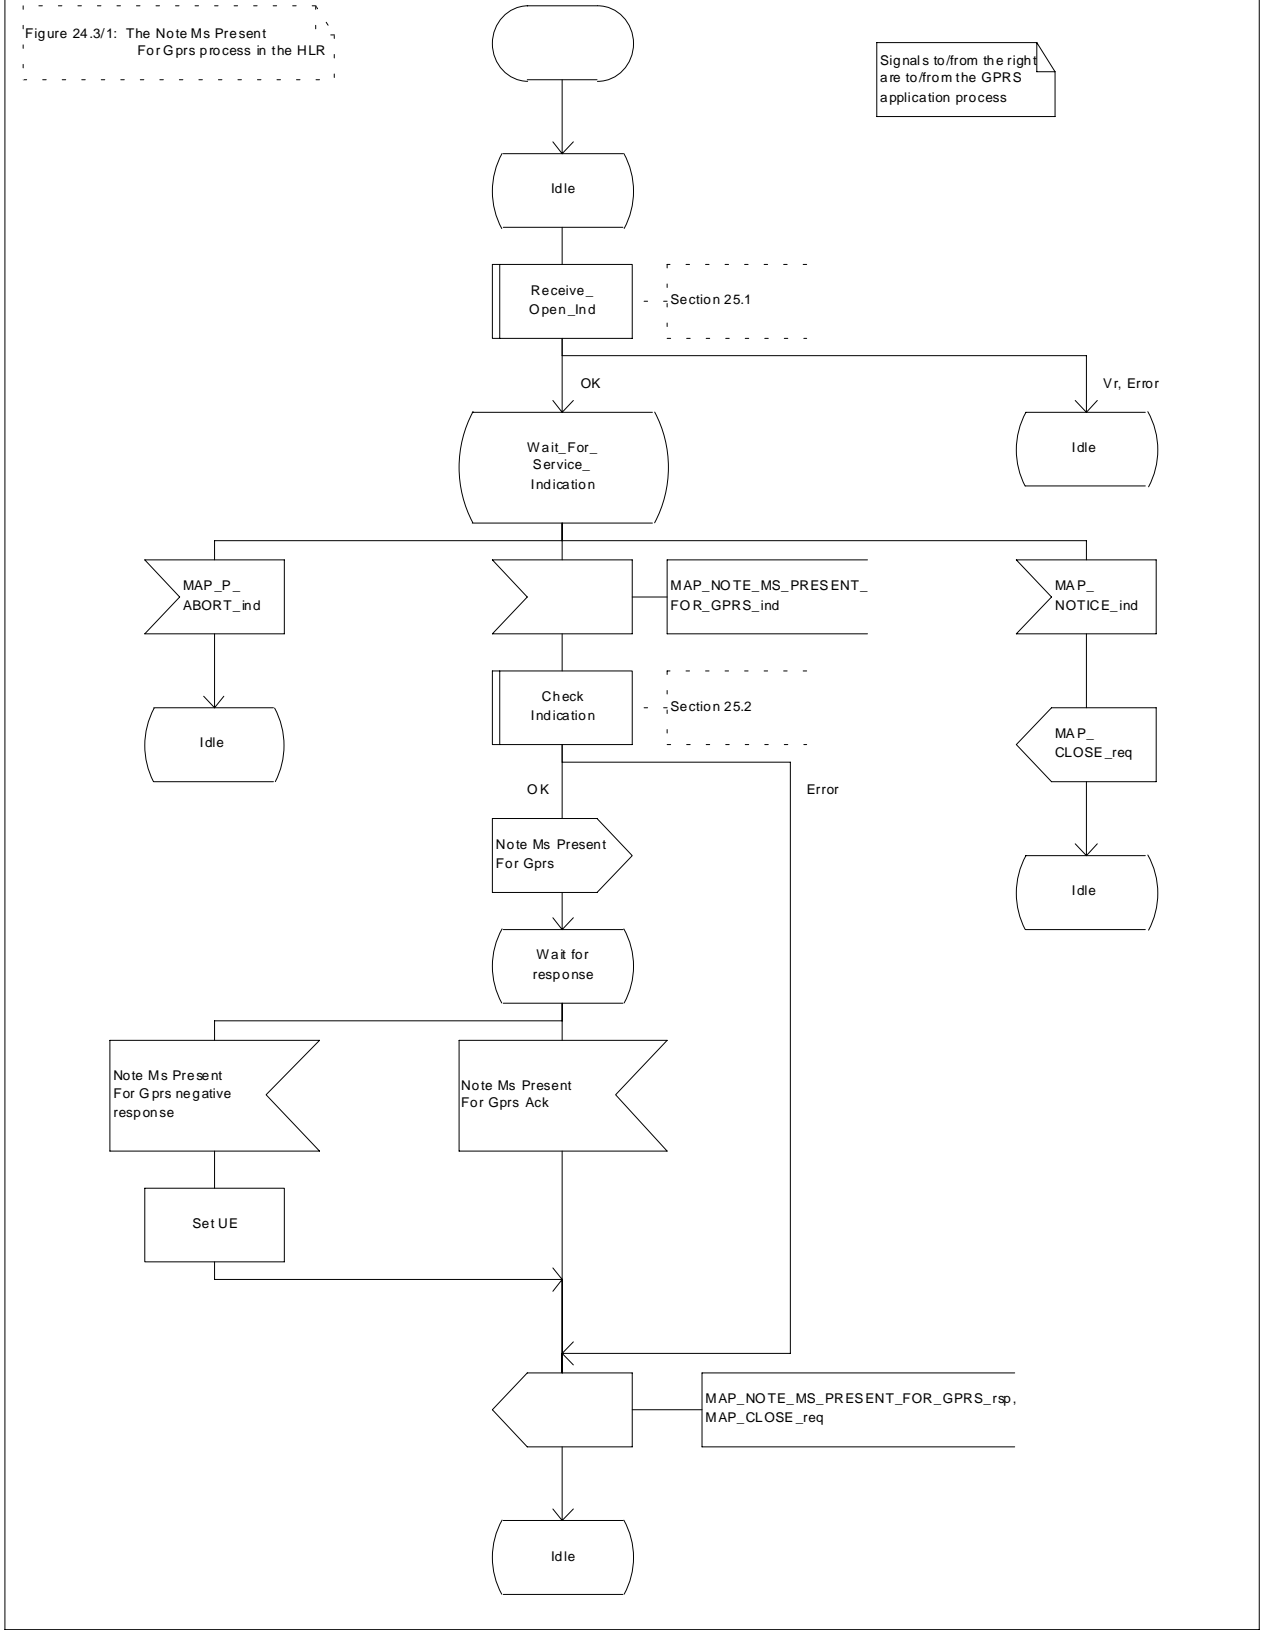 Figure 24.3/1: The Note Ms Present
For Gprs process in the HLR
Signals to/from the right
are to/from the GPRS
application process
Idle
Receive_
Open_Ind
Section 25.1
OK
Vr, Error
Wait_For_
Service_
Indication
Idle
MAP_P_
ABORT_ind
MAP_NOTE_MS_PRESENT_
FOR_GPRS_ind
MAP_
NOTICE_ind
Check
Indication
Section 25.2
Idle
MAP_
CLOSE_req
OK
Error
Note Ms Present
For Gprs
Idle
Wait for
response
Note Ms Present
For Gprs negative
response
Note Ms Present
For Gprs Ack
Set UE
MAP_NOTE_MS_PRESENT_FOR_GPRS_rsp,
MAP_CLOSE_req
Idle